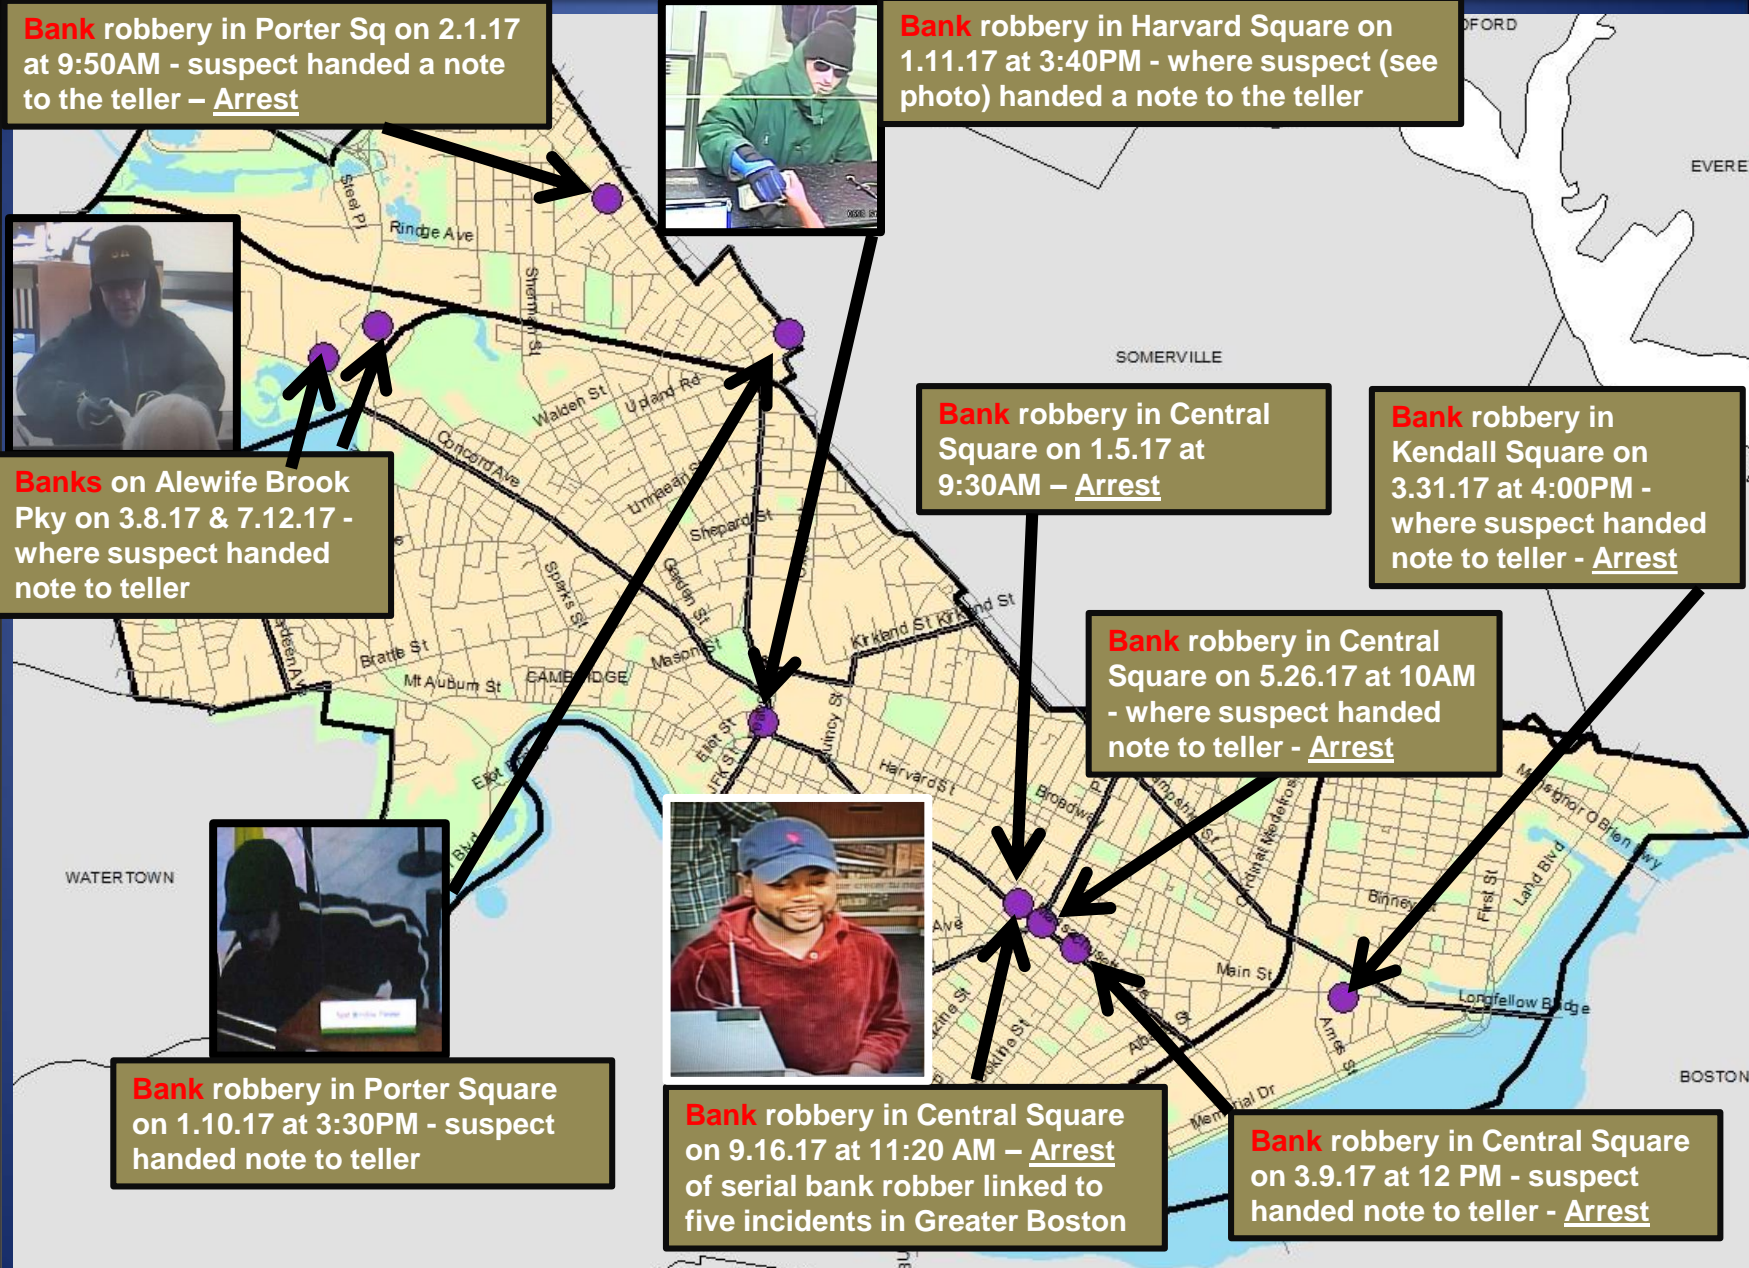 Bank robbery in Porter Sq on 2.1.17
at 9:50AM - suspect handed a note
to the teller – Arrest
Bank robbery in Harvard Square on
1.11.17 at 3:40PM - where suspect (see
photo) handed a note to the teller
EVERE
Steel Pl
Rindge Ave
Sherman St
SOMERVILLE
Walden St
Upland Rd
Concord Ave
Banks on Alewife Brook
Pky on 3.8.17 & 7.12.17 -
where suspect handed
note to teller
Bank robbery in Central
Square on 1.5.17 at
9:30AM – Arrest
Bank robbery in
Kendall Square on
3.31.17 at 4:00PM -
where suspect handed
note to teller - Arrest
Shepard St
Garden St
Sparks St
Kirkland St
Brattle St
Mason St
Mt Auburn St
Bank robbery in Central
Square on 5.26.17 at 10AM
- where suspect handed
note to teller - Arrest
Eliot St
JFK St
Quincy St
Harvard St
Broadway
WATERTOWN
Monsignor O Brien Hwy
Land Blvd
First St
Ave
Main St
Longfellow Bridge
Ames St
Memorial Dr
BOSTON
Bank robbery in Porter Square
on 1.10.17 at 3:30PM - suspect
handed note to teller
Bank robbery in Central Square
on 9.16.17 at 11:20 AM – Arrest
of serial bank robber linked to
five incidents in Greater Boston
Bank robbery in Central Square
on 3.9.17 at 12 PM - suspect
handed note to teller - Arrest